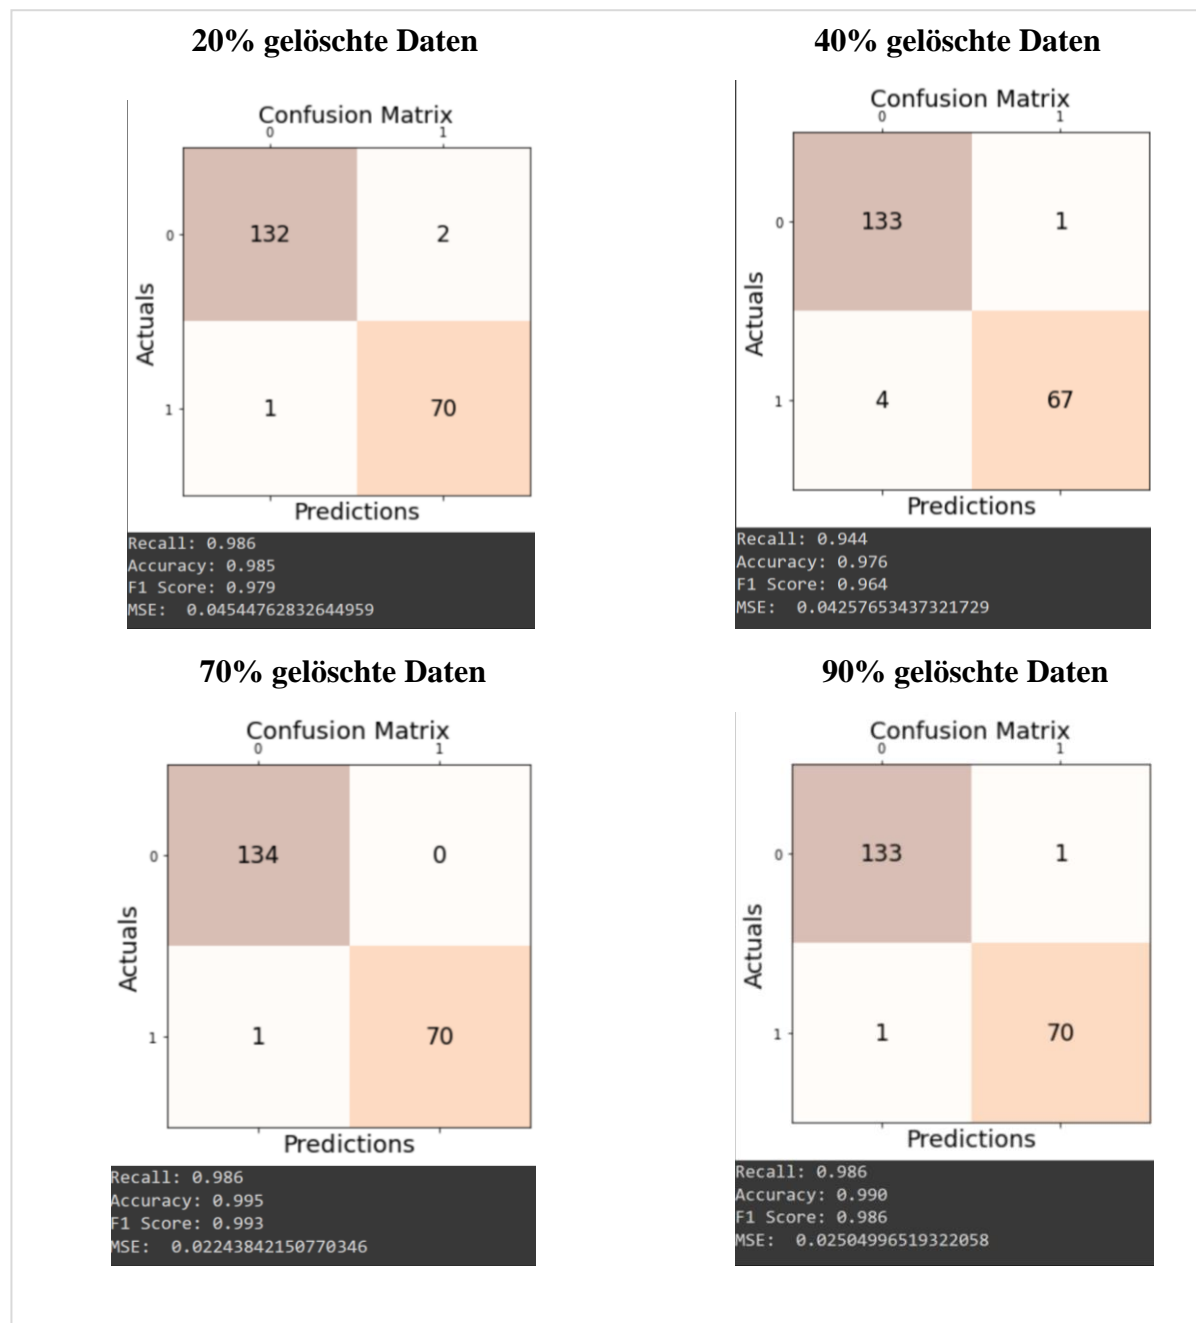 20% gelöschte Daten
Confusion Matrix
0 1
0 132 2
Actuals
1 1 70
Predictions
Recall: 0.986
Accuracy: 0.985
F1 Score: 0.979
MSE: 0.04544762832644959
40% gelöschte Daten
Confusion Matrix
0 1
0 133 1
Actuals
1 4 67
Predictions
Recall: 0.944
Accuracy: 0.976
F1 Score: 0.964
MSE: 0.04257653437321729
70% gelöschte Daten
Confusion Matrix
0 1
0 134 0
Actuals
1 1 70
Predictions
Recall: 0.986
Accuracy: 0.995
F1 Score: 0.993
MSE: 0.02243842150770346
90% gelöschte Daten
Confusion Matrix
0 1
0 133 1
Actuals
1 1 70
Predictions
Recall: 0.986
Accuracy: 0.990
F1 Score: 0.986
MSE: 0.02504996519322058